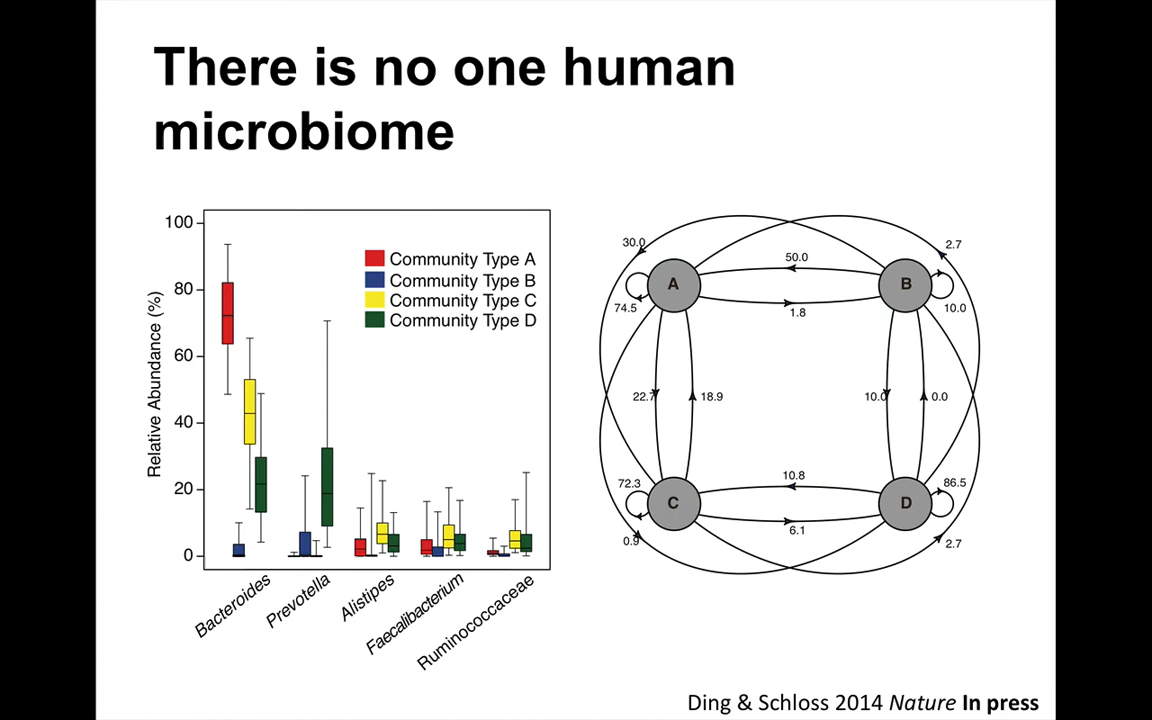 There is no one human
microbiome
100
80
60
40
20
0
Relative Abundance (%)
Community Type A
Community Type B
Community Type C
Community Type D
Bacteroides
Prevotella
Alistipes
Faecalibacterium
Ruminococcaceae
30.0
2.7
50.0
A
B
74.5
1.8
10.0
22.7
18.9
10.0
0.0
72.3
10.8
86.5
C
D
0.9
6.1
2.7
Ding & Schloss 2014 Nature In press